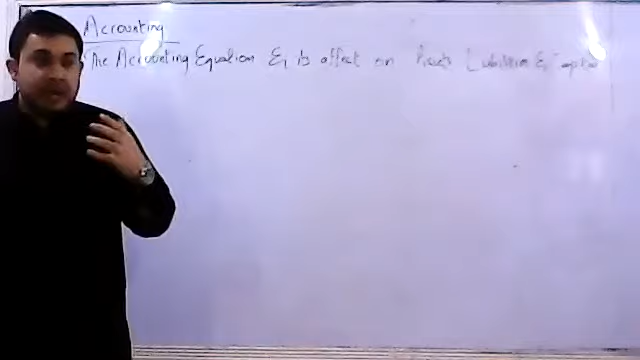 Accounting
The Accounting Equation & its affect on Assets Liabilities & Capital